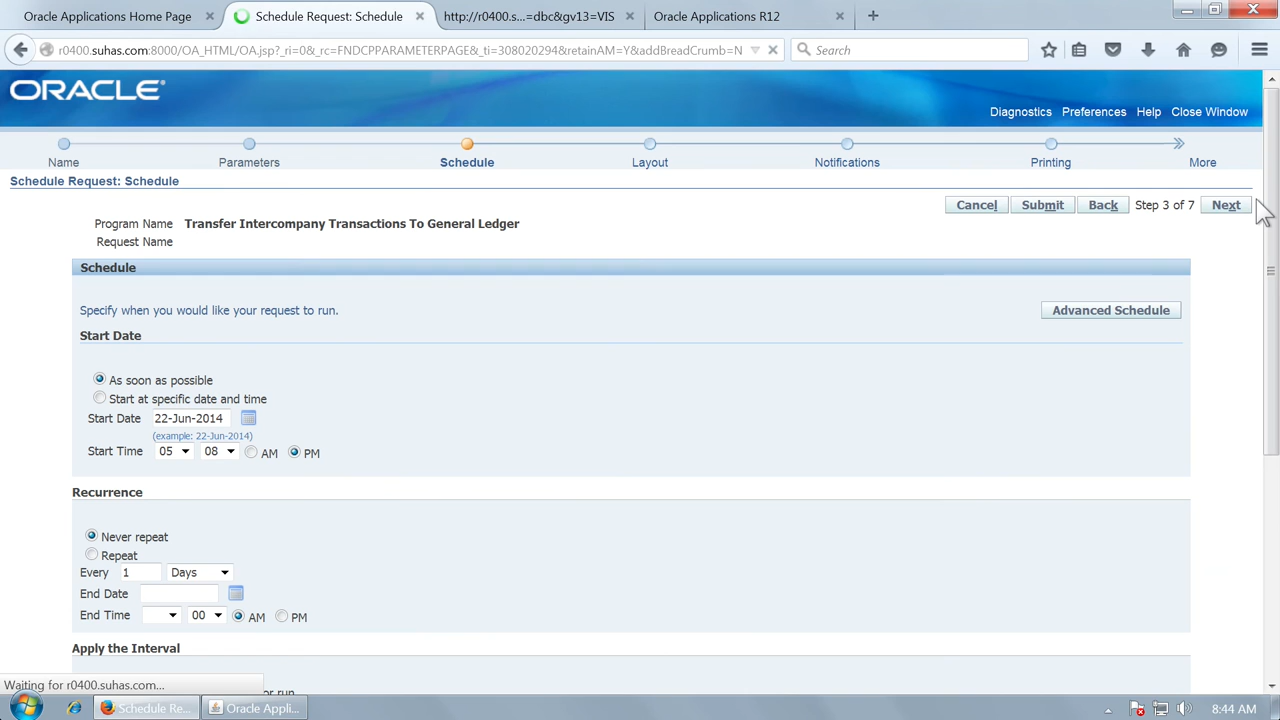 Oracle Applications Home Page × Schedule Request: Schedule × http://r0400.s...=dbc&gv13=VIS × Oracle Applications R12 × +
r0400.suhas.com:8000/OA_HTML/OA.jsp?_ri=0&_rc=FNDCPPARAMETERPAGE&_ti=308020294&retainAM=Y&addBreadCrumb=N Search
ORACLE
Diagnostics Preferences Help Close Window
Name Parameters Schedule Layout Notifications Printing More
Schedule Request: Schedule
Cancel Submit Back Step 3 of 7 Next
Program Name Transfer Intercompany Transactions To General Ledger
Request Name
Schedule
Specify when you would like your request to run. Advanced Schedule
Start Date
As soon as possible
Start at specific date and time
Start Date 22-Jun-2014
(example: 22-Jun-2014)
Start Time 05 08 AM PM
Recurrence
Never repeat
Repeat
Every 1 Days
End Date
End Time 00 AM PM
Apply the Interval
or run
Waiting for r0400.suhas.com...
Schedule Re... Oracle Appli... 8:44 AM